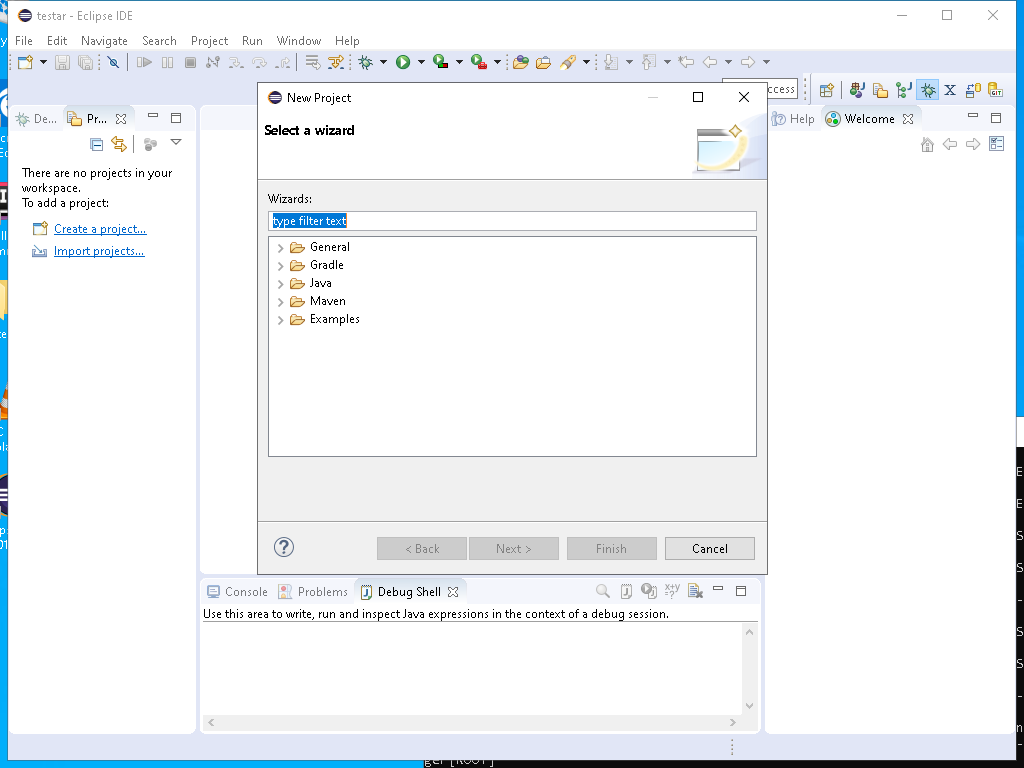 testar - Eclipse IDE
File Edit Navigate Search Project Run Window Help
New Project
Select a wizard
Wizards:
type filter text
General
Gradle
Java
Maven
Examples
< Back Next > Finish Cancel
De... Pr...
There are no projects in your
workspace.
To add a project:
Create a project...
Import projects...
ccess
GIT
Help Welcome
Console Problems Debug Shell
Use this area to write, run and inspect Java expressions in the context of a debug session.
ger [ROOT]